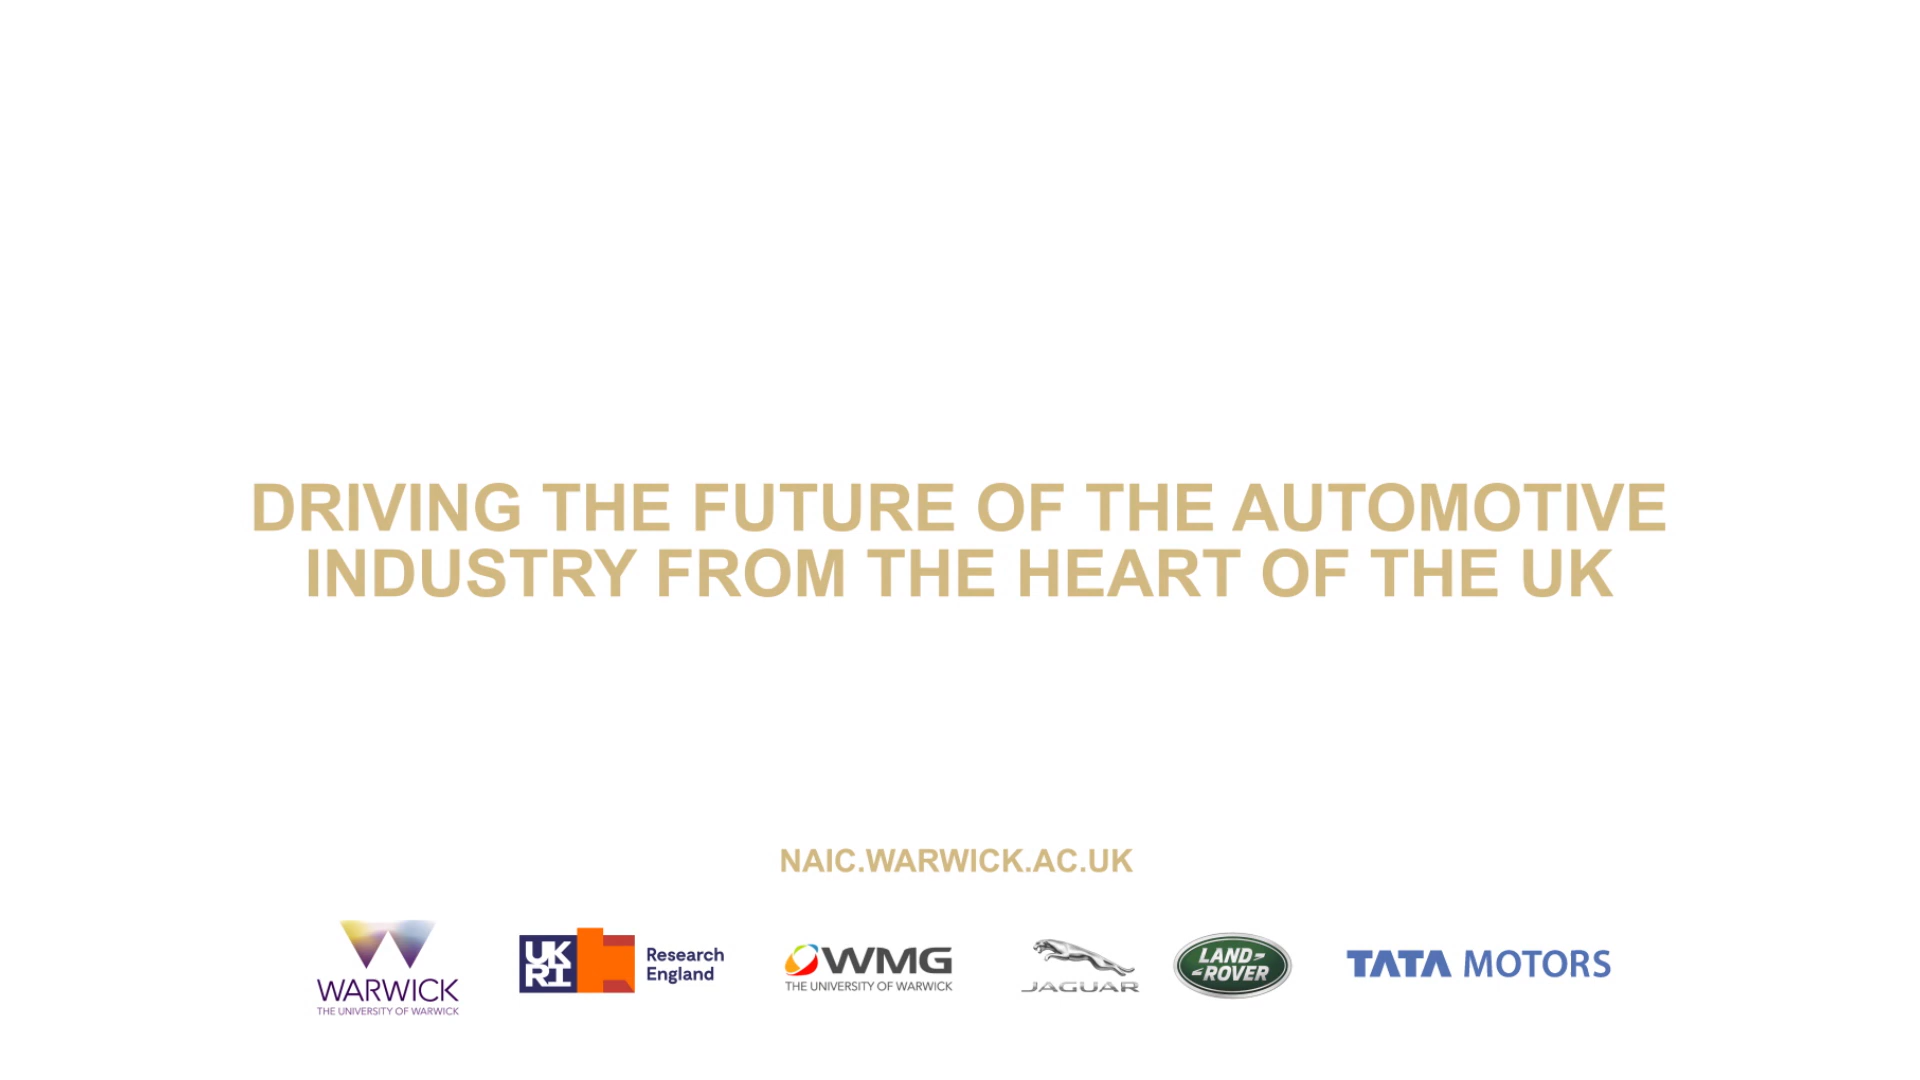 DRIVING THE FUTURE OF THE AUTOMOTIVE
INDUSTRY FROM THE HEART OF THE UK
NAIC.WARWICK.AC.UK
WARWICK
THE UNIVERSITY OF WARWICK
UK
RI
Research
England
WMG
THE UNIVERSITY OF WARWICK
JAGUAR
LAND
ROVER
TATA MOTORS